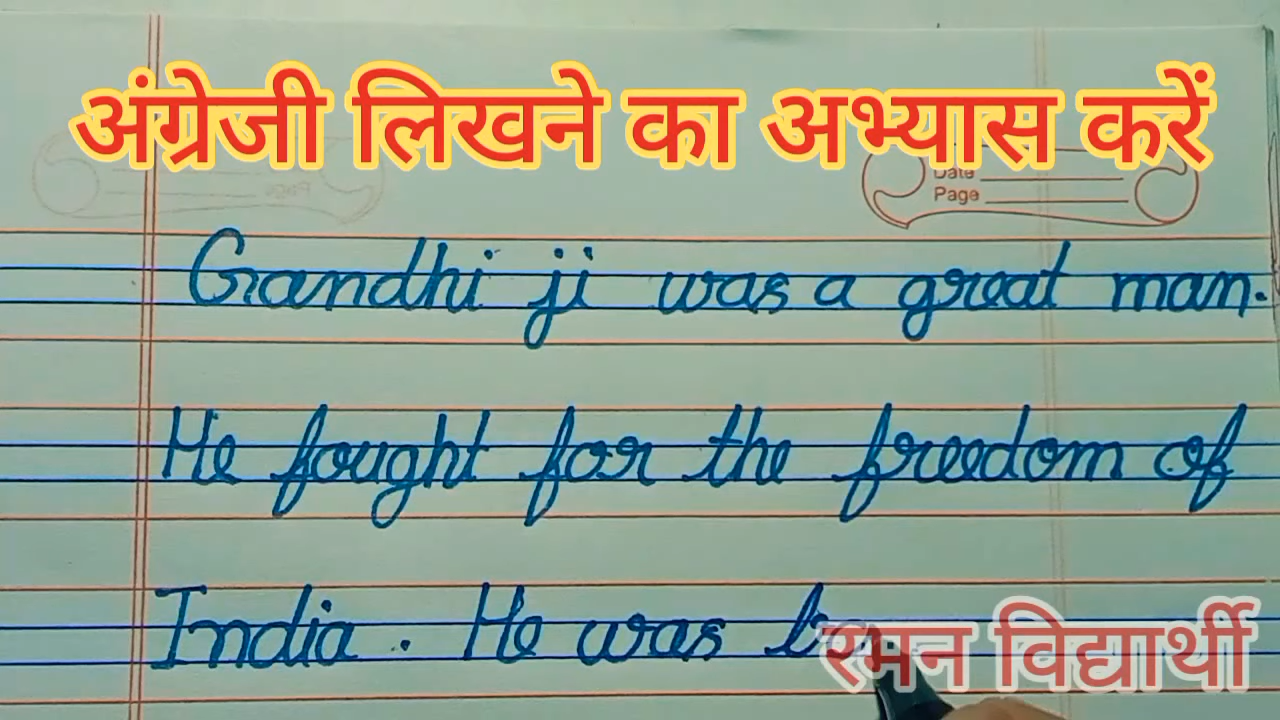 अंग्रेजी लिखने का अभ्यास करें
Date
Page
Gandhi ji was a great man.
He fought for the freedom of
India. He was
रमन विद्यार्थी